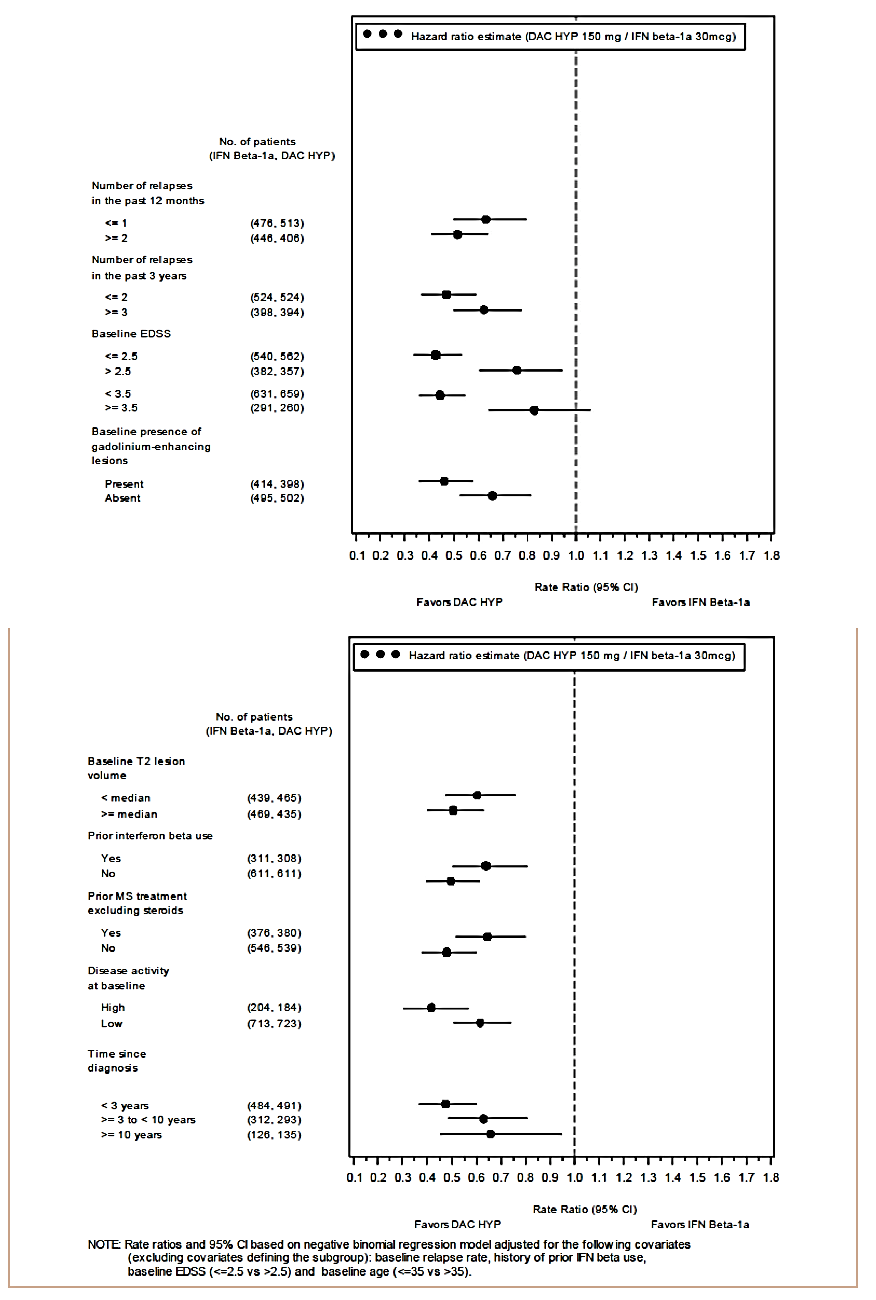 Hazard ratio estimate (DAC HYP 150 mg / IFN beta-1a 30mcg)
No. of patients
(IFN Beta-1a, DAC HYP)
Number of relapses
in the past 12 months
<= 1 (476, 513)
>= 2 (446, 406)
Number of relapses
in the past 3 years
<= 2 (524, 524)
>= 3 (398, 394)
Baseline EDSS
<= 2.5 (540, 562)
> 2.5 (382, 357)
< 3.5 (631, 659)
>= 3.5 (291, 260)
Baseline presence of
gadolinium-enhancing
lesions
Present (414, 398)
Absent (495, 502)
0.1 0.2 0.3 0.4 0.5 0.6 0.7 0.8 0.9 1.0 1.1 1.2 1.3 1.4 1.5 1.6 1.7 1.8
Rate Ratio (95% CI)
Favors DAC HYP Favors IFN Beta-1a
Hazard ratio estimate (DAC HYP 150 mg / IFN beta-1a 30mcg)
No. of patients
(IFN Beta-1a, DAC HYP)
Baseline T2 lesion
volume
< median (439, 465)
>= median (469, 435)
Prior interferon beta use
Yes (311, 308)
No (611, 611)
Prior MS treatment
excluding steroids
Yes (376, 380)
No (546, 539)
Disease activity
at baseline
High (204, 184)
Low (713, 723)
Time since
diagnosis
< 3 years (484, 491)
>= 3 to < 10 years (312, 293)
>= 10 years (126, 135)
0.1 0.2 0.3 0.4 0.5 0.6 0.7 0.8 0.9 1.0 1.1 1.2 1.3 1.4 1.5 1.6 1.7 1.8
Rate Ratio (95% CI)
Favors DAC HYP Favors IFN Beta-1a
NOTE: Rate ratios and 95% CI based on negative binomial regression model adjusted for the following covariates
(excluding covariates defining the subgroup): baseline relapse rate, history of prior IFN beta use,
baseline EDSS (<=2.5 vs >2.5) and baseline age (<=35 vs >35).